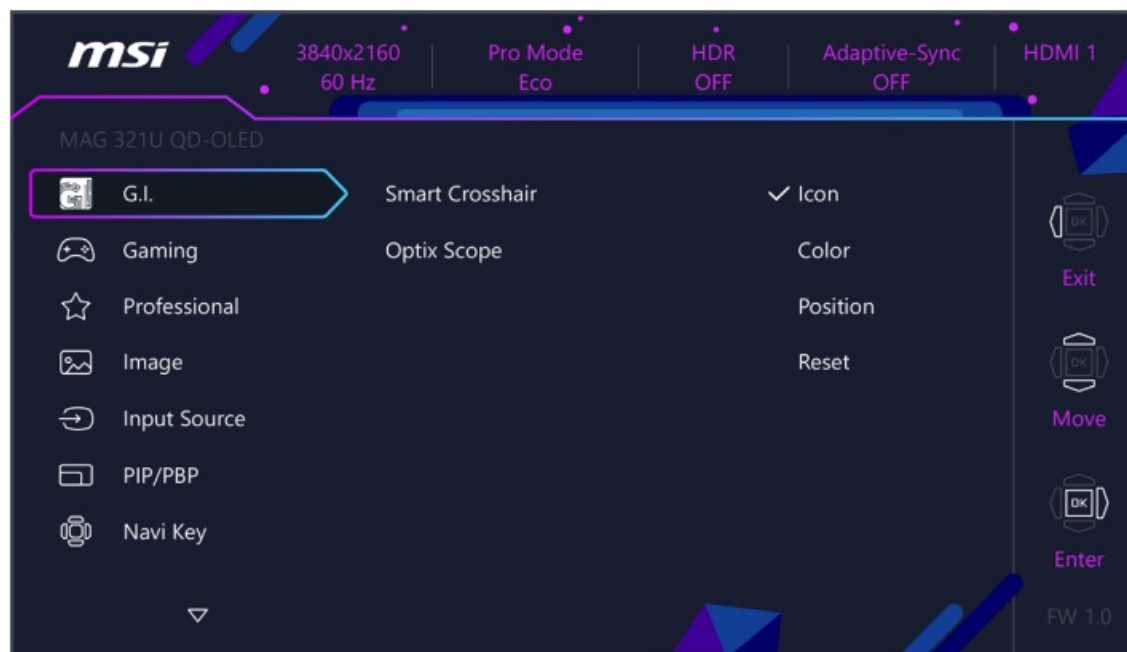 msi
3840x2160 Pro Mode HDR Adaptive-Sync HDMI 1
60 Hz Eco OFF OFF
MAG 321U QD-OLED
G.I. Smart Crosshair Icon
Gaming Optix Scope Color
Exit
Professional Position
Image Reset
OK
Input Source Move
PIP/PBP
OK
Navi Key
Enter
FW 1.0